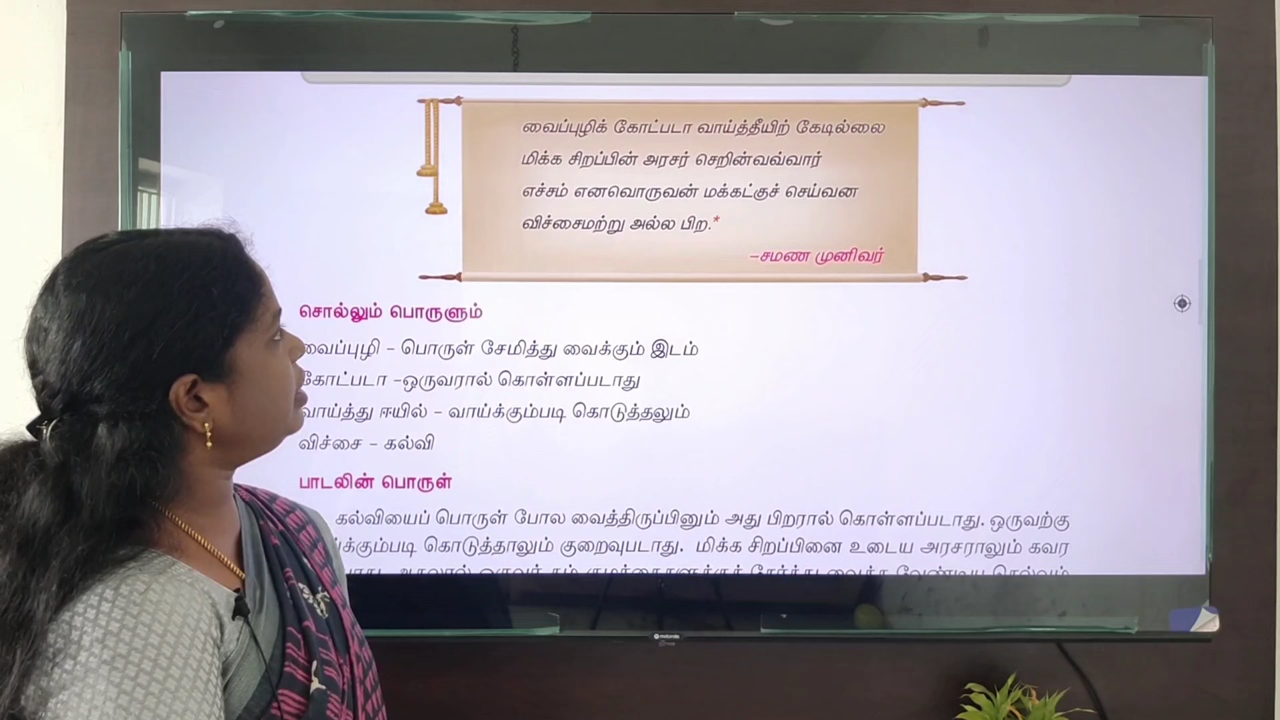 வைப்புழிக் கோட்படா வாய்த்தீயிற் கேடில்லை
மிக்க சிறப்பின் அரசர் செறின்வவ்வார்
எச்சம் எனவொருவன் மக்கட்குச் செய்வன
விச்சைமற்று அல்ல பிற.*
–சமண முனிவர்
சொல்லும் பொருளும்
வைப்புழி – பொருள் சேமித்து வைக்கும் இடம்
கோட்படா –ஒருவரால் கொள்ளப்படாது
வாய்த்து ஈயில் – வாய்க்கும்படி கொடுத்தலும்
விச்சை – கல்வி
பாடலின் பொருள்
கல்வியைப் பொருள் போல வைத்திருப்பினும் அது பிறரால் கொள்ளப்படாது. ஒருவற்கு
கொடுத்தாலும் குறைவுபடாது. மிக்க சிறப்பினை உடைய அரசராலும் கவர
motorola